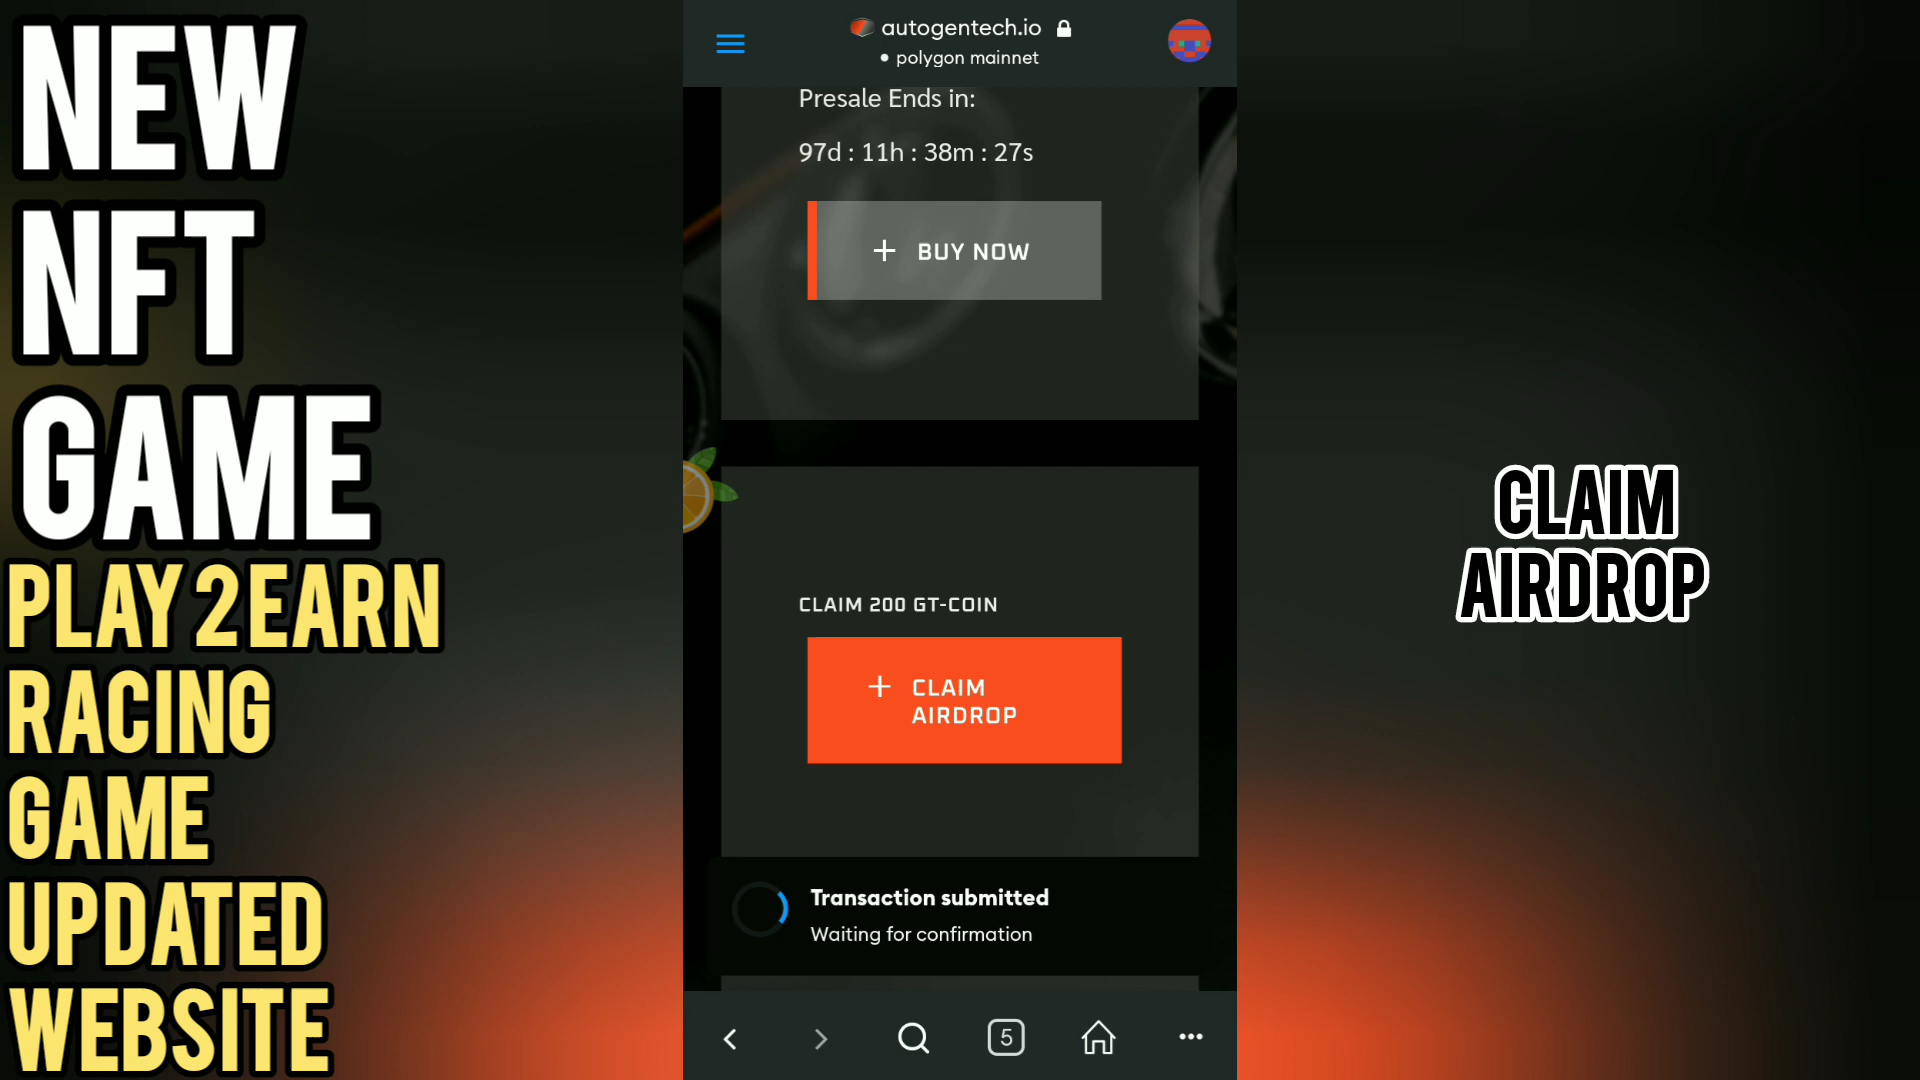 NEW
NFT
GAME
PLAY 2 EARN
RACING
GAME
UPDATED
WEBSITE
autogentech.io
polygon mainnet
Presale Ends in:
97d : 11h : 38m : 27s
+ BUY NOW
CLAIM 200 GT-COIN
+ CLAIM
AIRDROP
Transaction submitted
Waiting for confirmation
5
CLAIM
AIRDROP